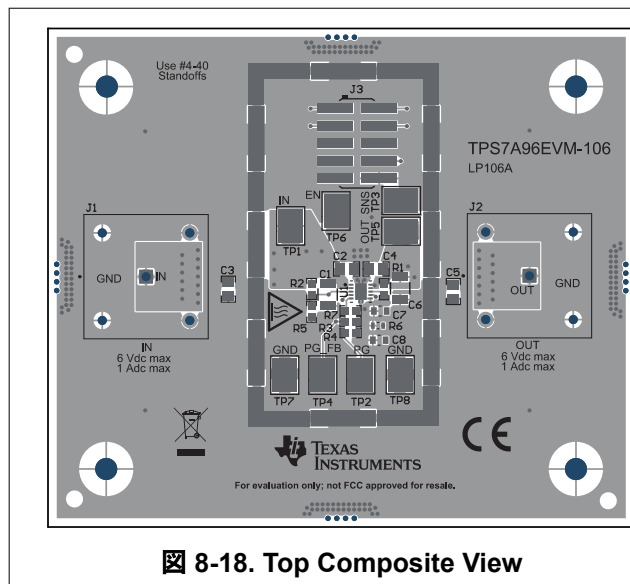 Use #4-40
Standoffs
J3
TPS7A96EVM-106
LP106A
IN
EN
OUT SNS
TP3
TP5
TP1
TP6
J1
J2
GND
IN
C3
C2
C4
R2
C1
R1
C5
OUT
GND
C6
R5
R7
R3
R4
C7
R6
C8
IN
6 Vdc max
1 Adc max
OUT
6 Vdc max
1 Adc max
GND
PG_FB
PG
GND
TP7
TP4
TP2
TP8
TEXAS
INSTRUMENTS
CE
For evaluation only; not FCC approved for resale.
図 8-18. Top Composite View